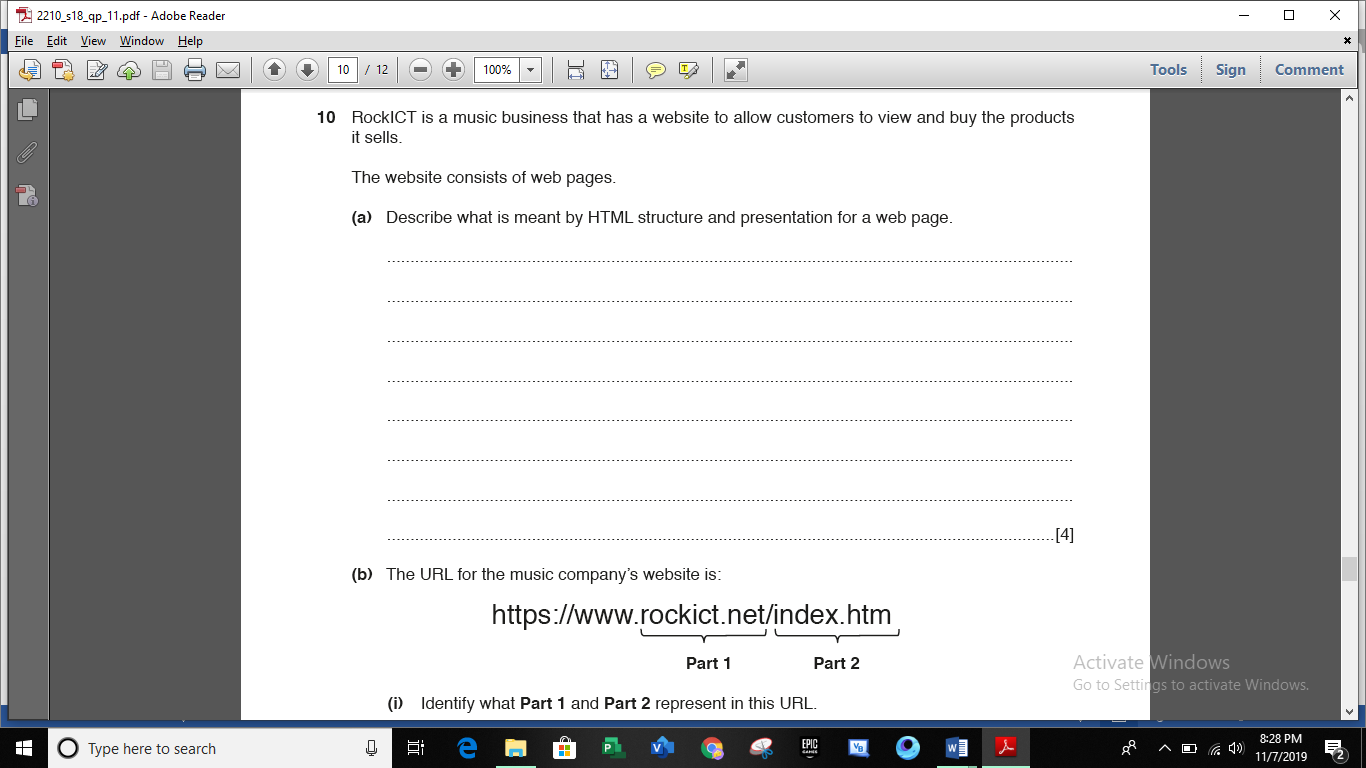 2210_s18_qp_11.pdf - Adobe Reader
File Edit View Window Help
10 / 12 100% Tools Sign Comment
10 RockICT is a music business that has a website to allow customers to view and buy the products
it sells.
The website consists of web pages.
(a) Describe what is meant by HTML structure and presentation for a web page.
[4]
(b) The URL for the music company's website is:
https://www.rockict.net/index.htm
Part 1 Part 2
(i) Identify what Part 1 and Part 2 represent in this URL.
Activate Windows
Go to Settings to activate Windows.
Type here to search
EPIC
GAMES
8:28 PM
11/7/2019
2